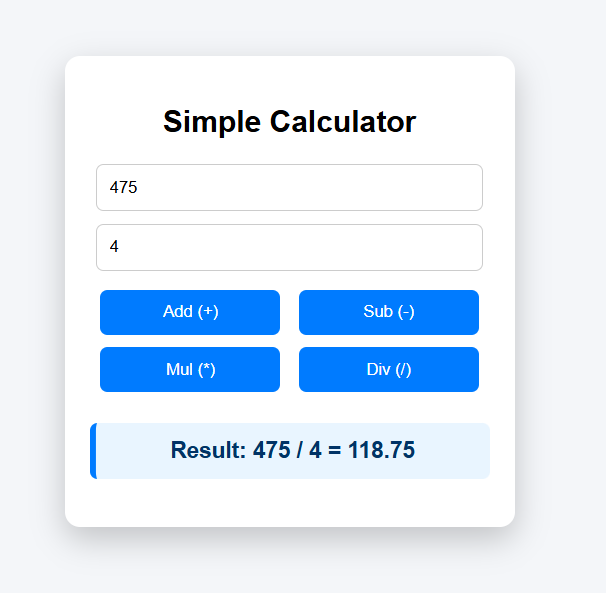 Simple Calculator
475
4
Add (+) Sub (-)
Mul (*) Div (/)
Result: 475 / 4 = 118.75